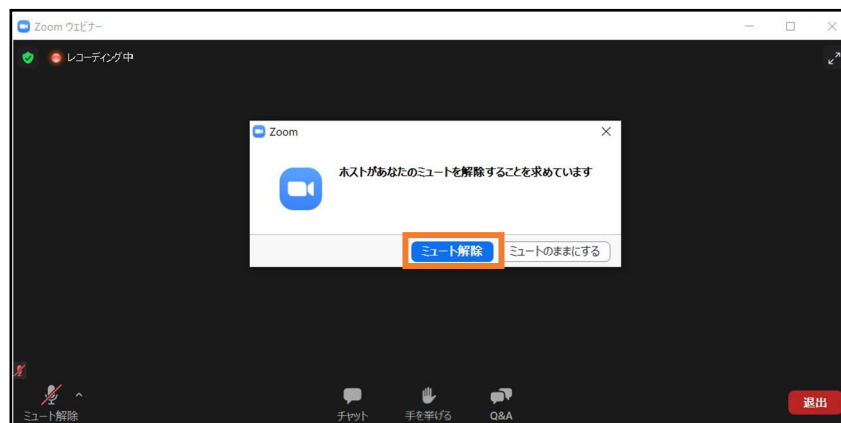 Zoom ウェビナー
レコーディング中
Zoom
ホストがあなたのミュートを解除することを求めています
ミュート解除
ミュートのままにする
ミュート解除
チャット
手を挙げる
Q&A
退出